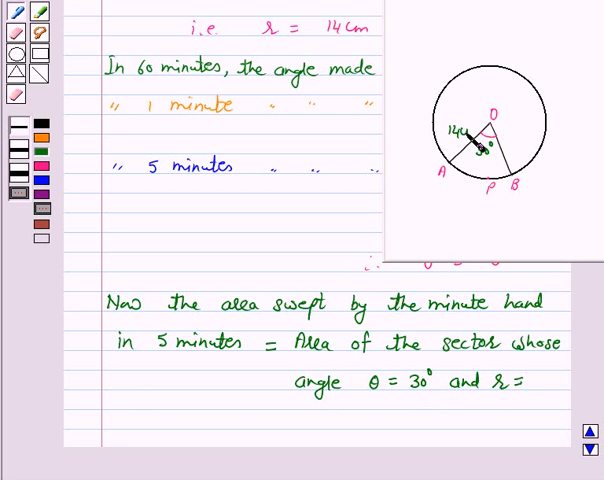 i.e. r = 14 cm
In 60 minutes, the angle made
" 1 minute " " "
" 5 minutes " " "
O
14
30°
A
P
B
∴ θ
Now the area swept by the minute hand
in 5 minutes = Area of the sector whose
angle θ = 30° and r =